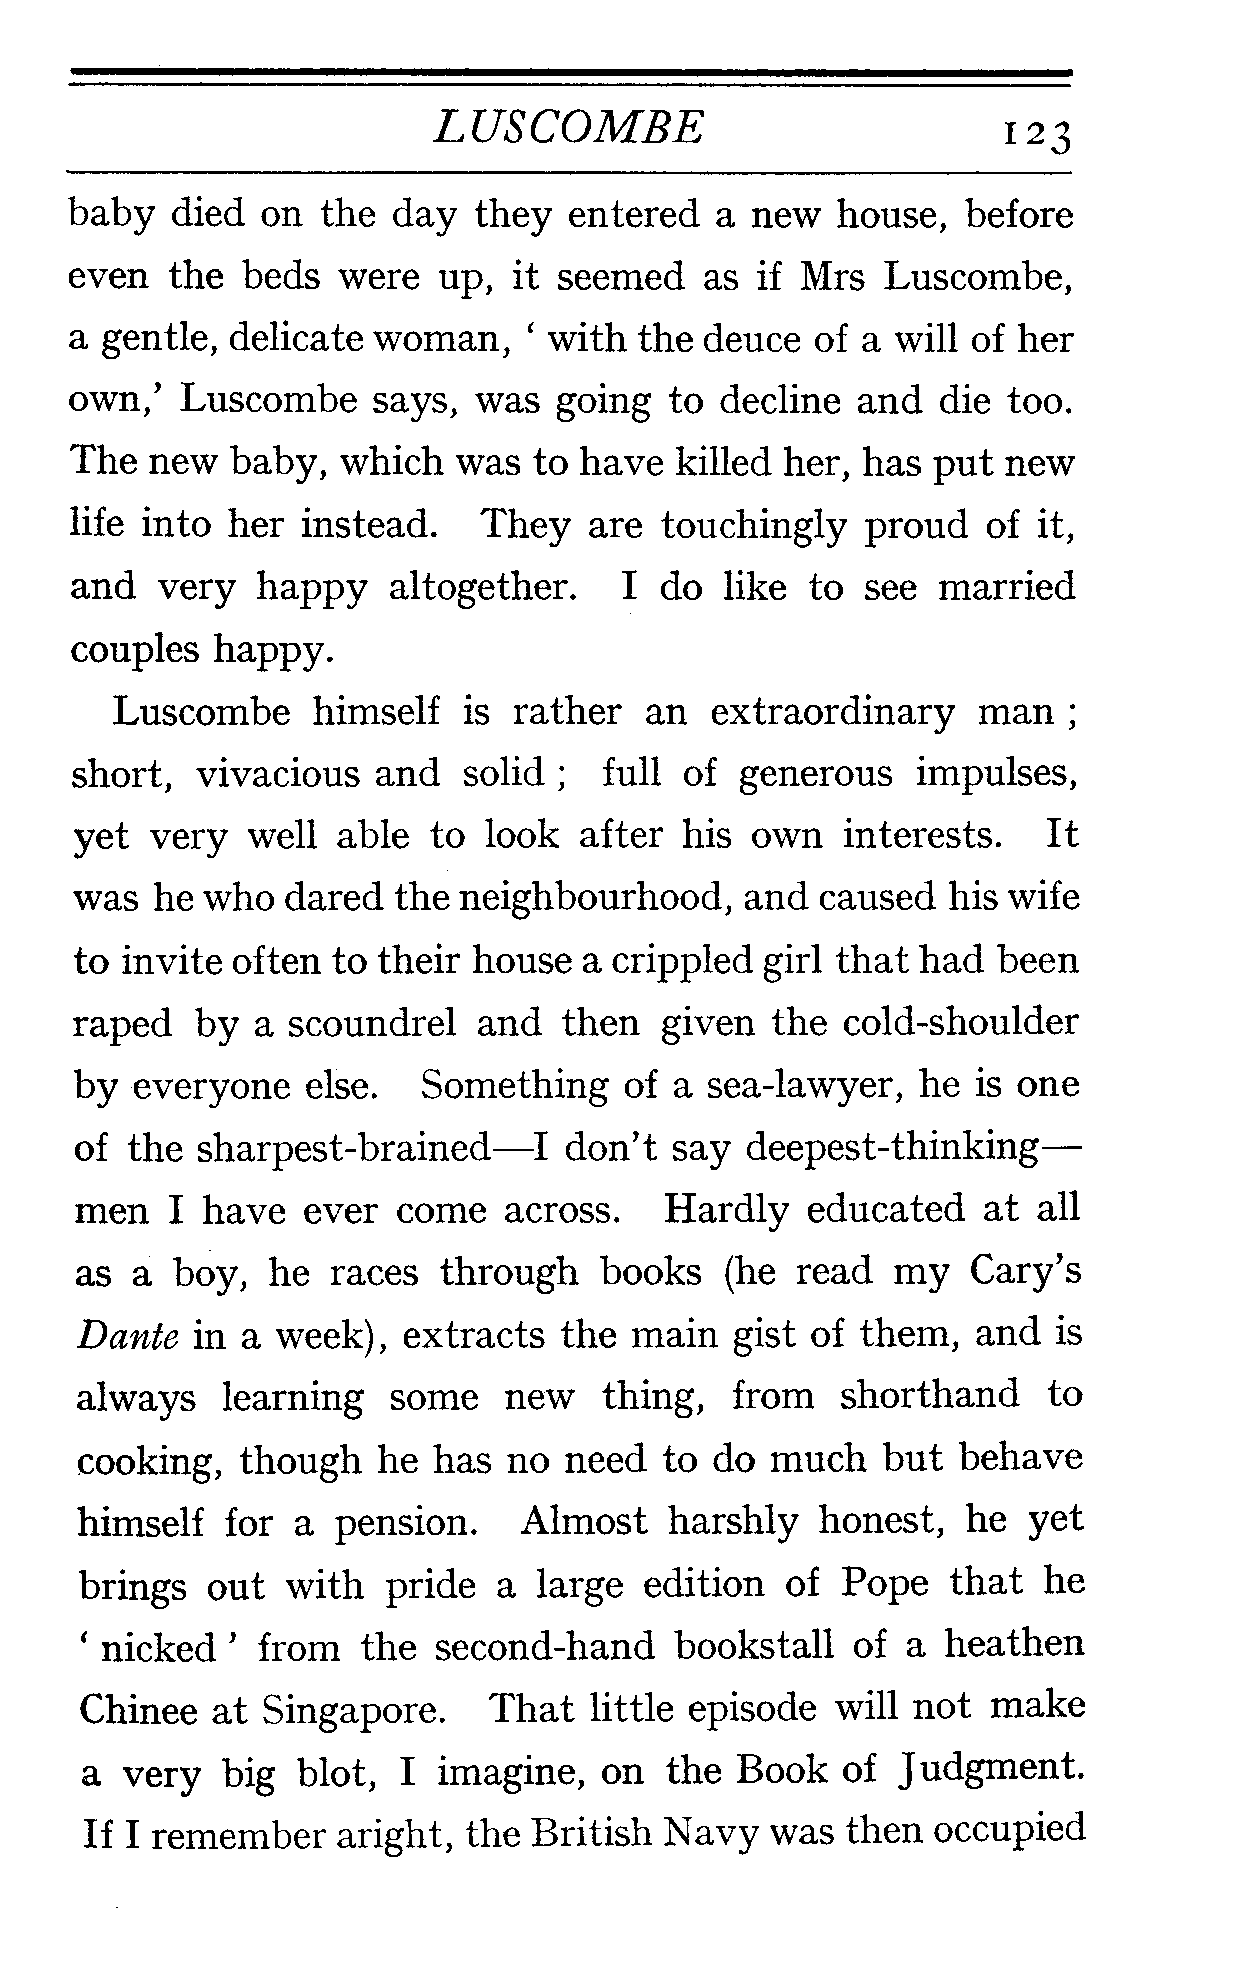 LUSCOMBE 123
baby died on the day they entered a new house, before
even the beds were up, it seemed as if Mrs Luscombe,
a gentle, delicate woman, ‘ with the deuce of a will of her
own,’ Luscombe says, was going to decline and die too.
The new baby, which was to have killed her, has put new
life into her instead. They are touchingly proud of it,
and very happy altogether. I do like to see married
couples happy.
Luscombe himself is rather an extraordinary man ;
short, vivacious and solid ; full of generous impulses,
yet very well able to look after his own interests. It
was he who dared the neighbourhood, and caused his wife
to invite often to their house a crippled girl that had been
raped by a scoundrel and then given the cold-shoulder
by everyone else. Something of a sea-lawyer, he is one
of the sharpest-brained—I don’t say deepest-thinking—
men I have ever come across. Hardly educated at all
as a boy, he races through books (he read my Cary’s
Dante in a week), extracts the main gist of them, and is
always learning some new thing, from shorthand to
cooking, though he has no need to do much but behave
himself for a pension. Almost harshly honest, he yet
brings out with pride a large edition of Pope that he
‘ nicked ’ from the second-hand bookstall of a heathen
Chinee at Singapore. That little episode will not make
a very big blot, I imagine, on the Book of Judgment.
If I remember aright, the British Navy was then occupied